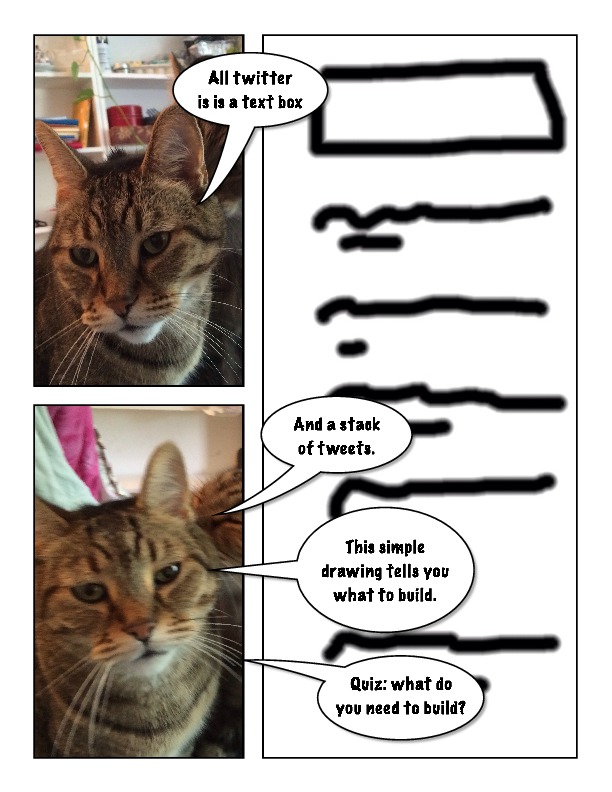 All twitter
is is a text box
And a stack
of tweets.
This simple
drawing tells you
what to build.
Quiz: what do
you need to build?